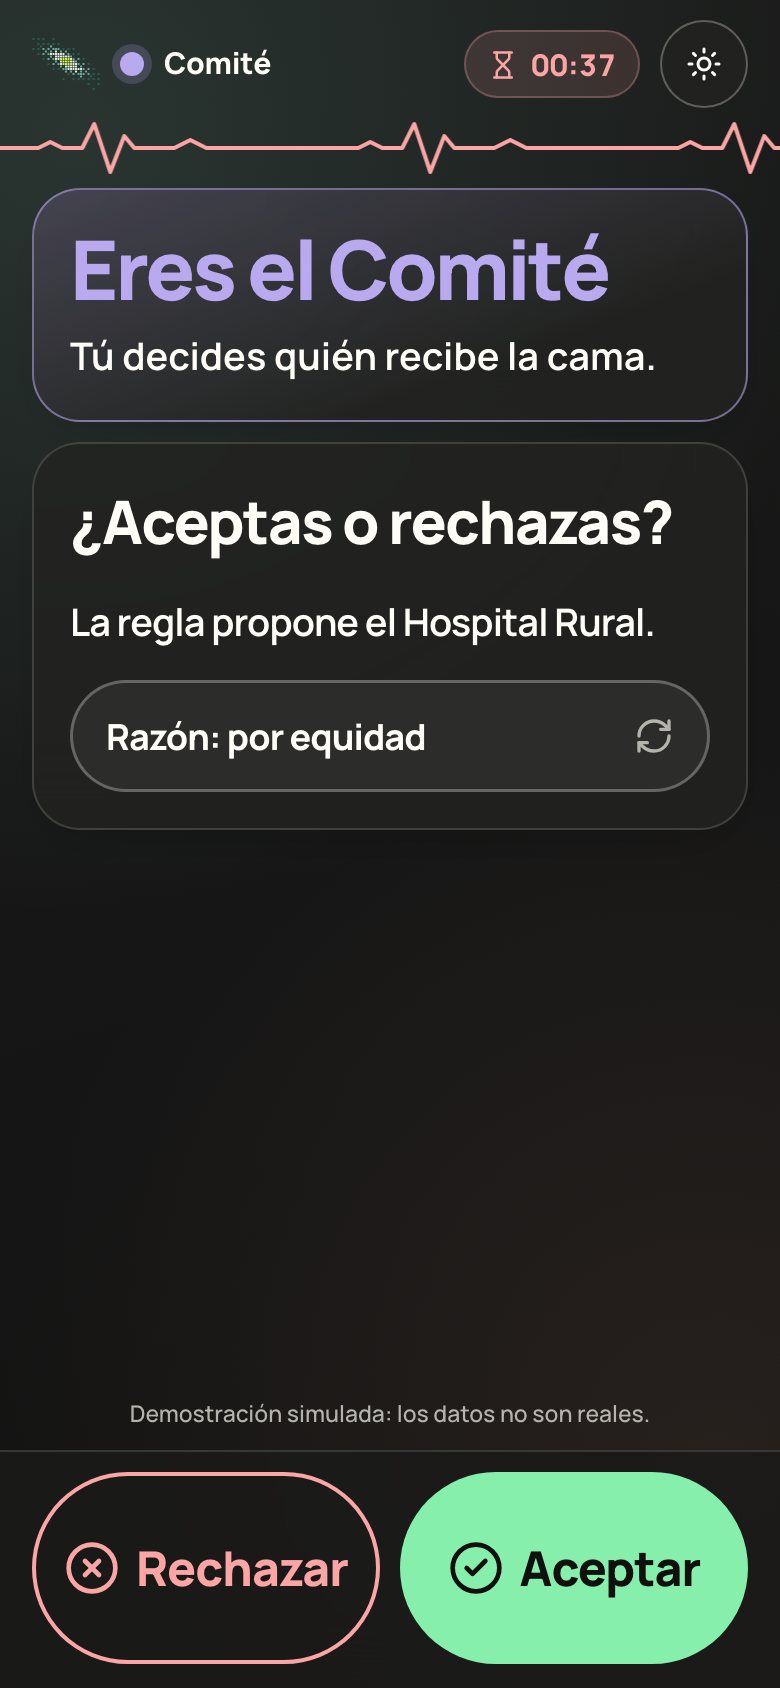 Comité
00:37
Eres el Comité
Tú decides quién recibe la cama.
¿Aceptas o rechazas?
La regla propone el Hospital Rural.
Razón: por equidad
Demostración simulada: los datos no son reales.
Rechazar
Aceptar